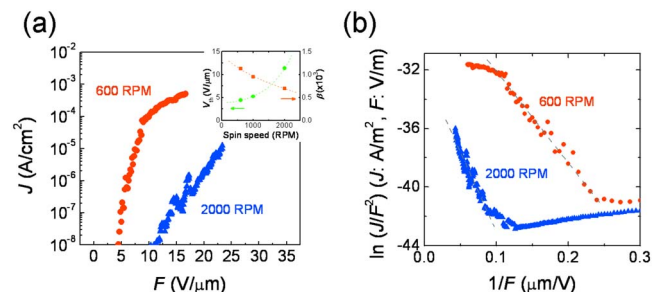 (a)
10⁻²
10⁻³
10⁻⁴
10⁻⁵
10⁻⁶
10⁻⁷
10⁻⁸
J (A/cm²)
600 RPM
2000 RPM
0 5 10 15 20 25 30 35
F (V/μm)
15
10
5
0
1.5
1.0
0.5
0.0
β(x10³)
1000 2000
Spin speed (RPM)
(b)
-32
-36
-40
-44
ln (J/F²) (J: A/m², F: V/m)
600 RPM
2000 RPM
0.0 0.1 0.2 0.3
1/F (μm/V)